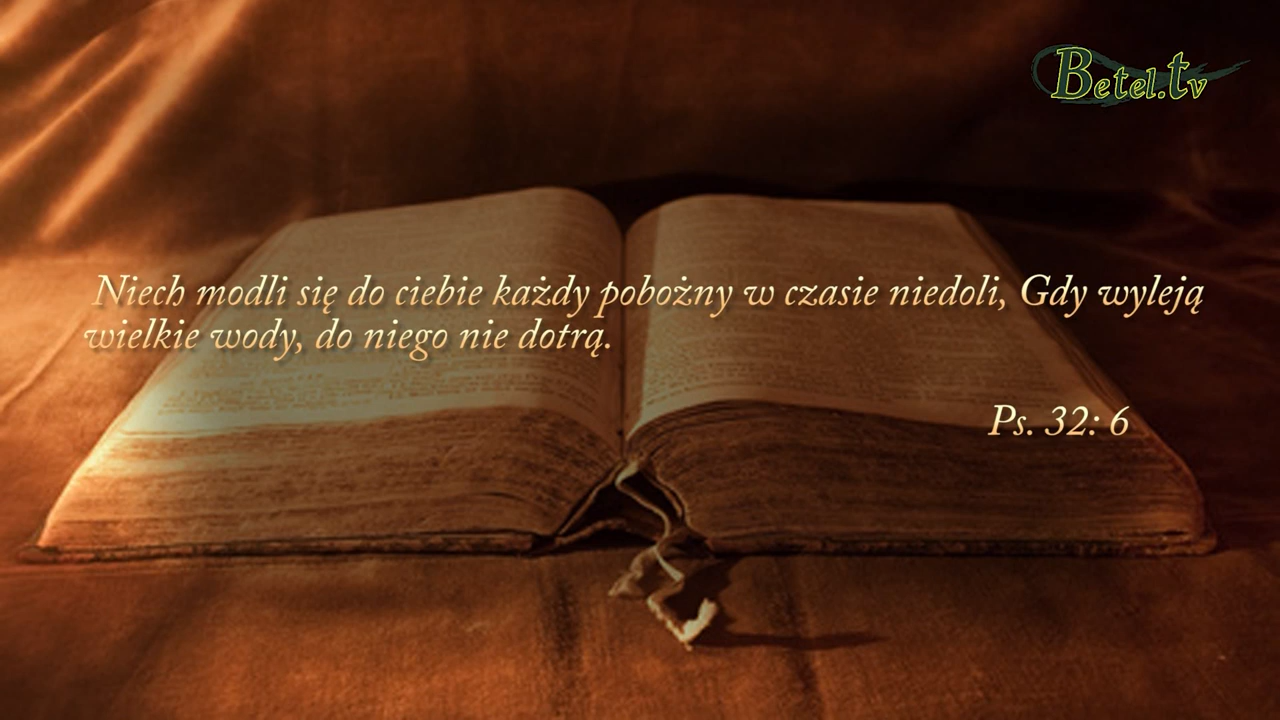 Betel.tv
Niech modli się do ciebie każdy pobożny w czasie niedoli, Gdy wyleją
wielkie wody, do niego nie dotrą.
Ps. 32: 6